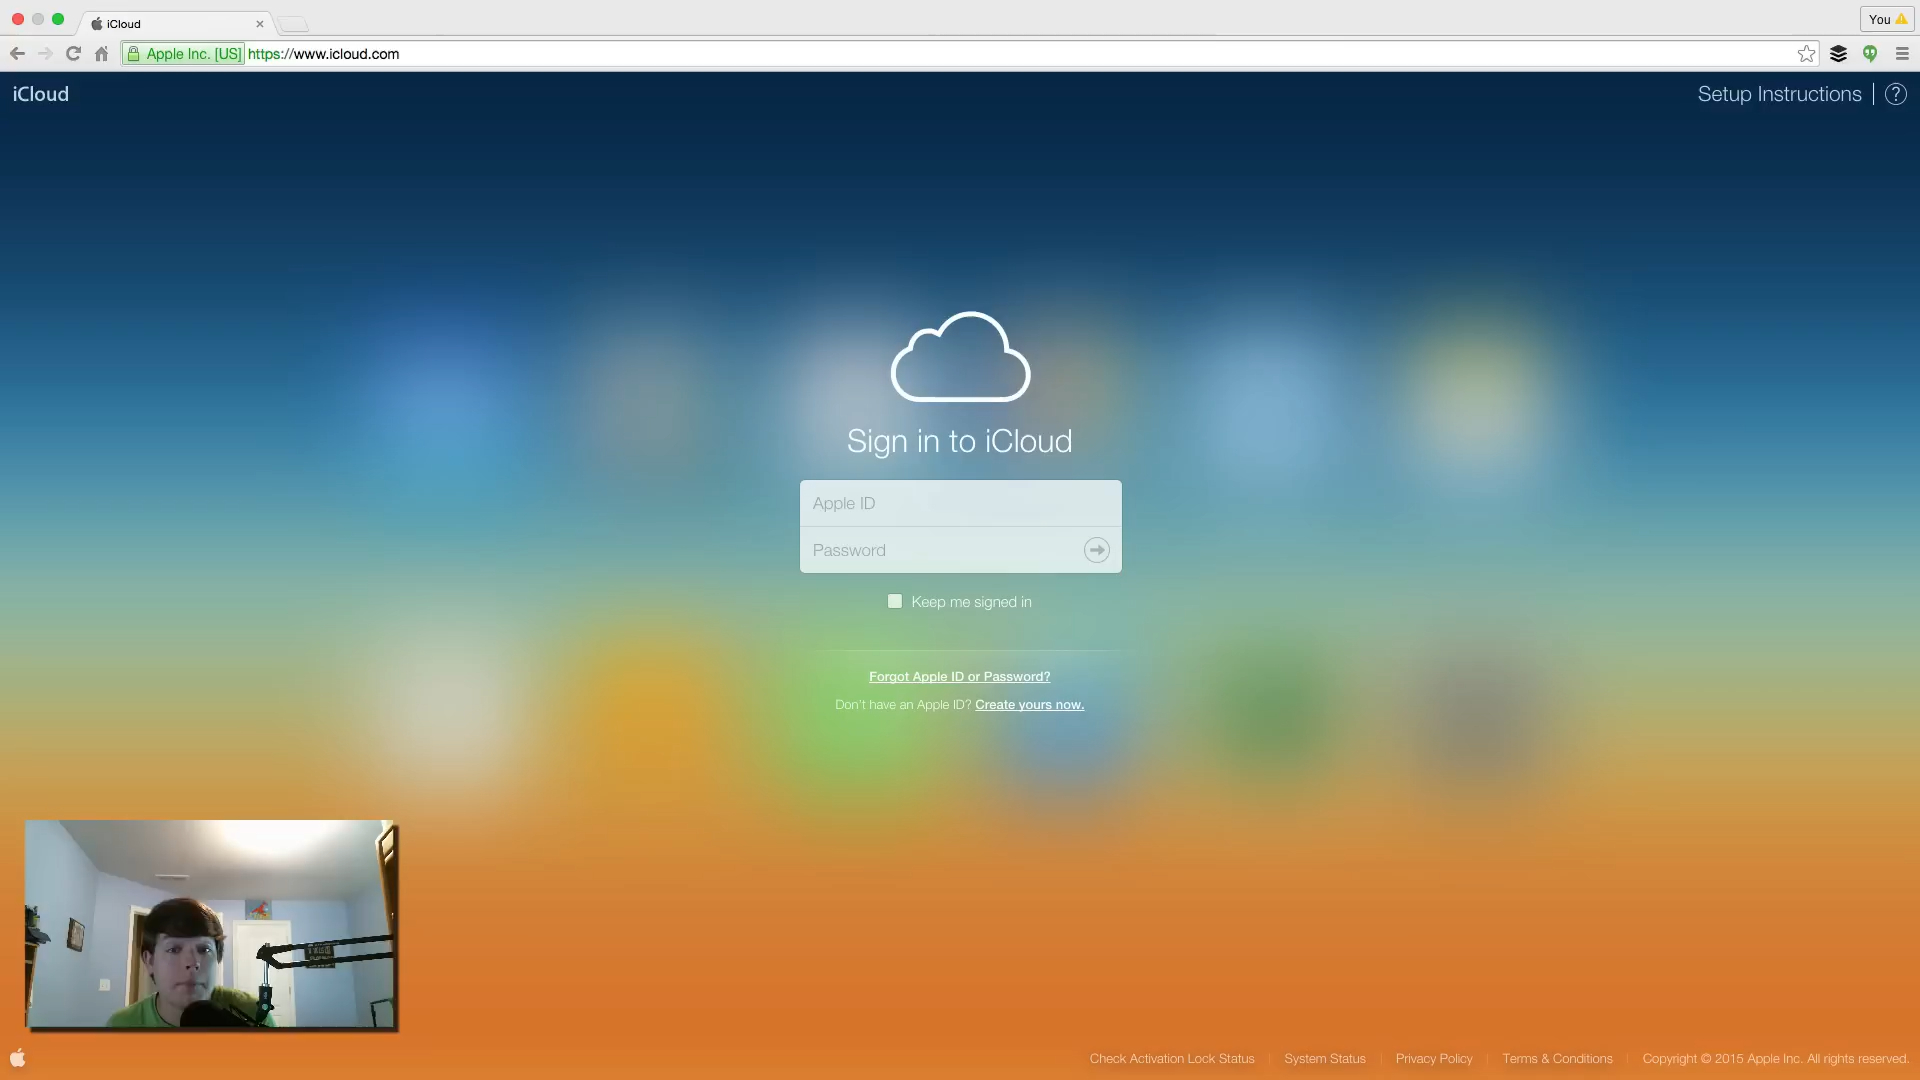 iCloud
You
Apple Inc. [US] https://www.icloud.com
iCloud
Setup Instructions
Sign in to iCloud
Apple ID
Password
Keep me signed in
Forgot Apple ID or Password?
Don't have an Apple ID? Create yours now.
Check Activation Lock Status
System Status
Privacy Policy
Terms & Conditions
Copyright © 2015 Apple Inc. All rights reserved.